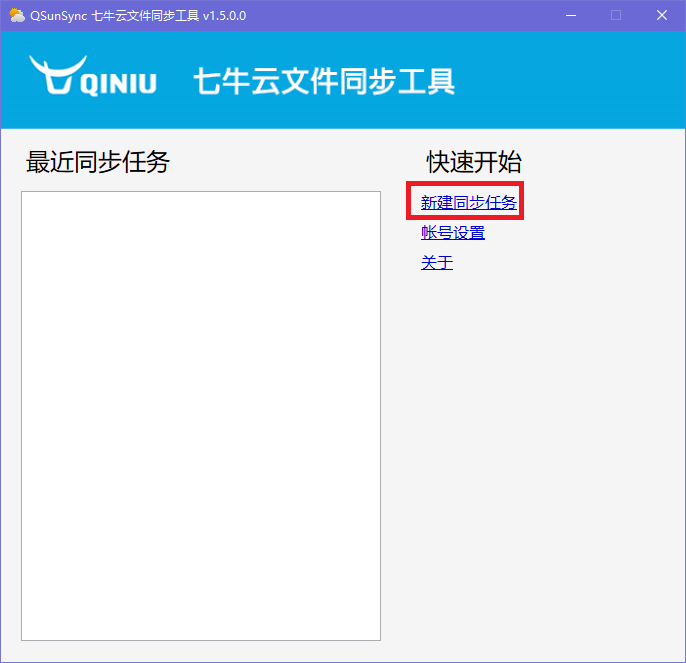 QSunSync 七牛云文件同步工具 v1.5.0.0
QINIU 七牛云文件同步工具
最近同步任务
快速开始
新建同步任务
帐号设置
关于